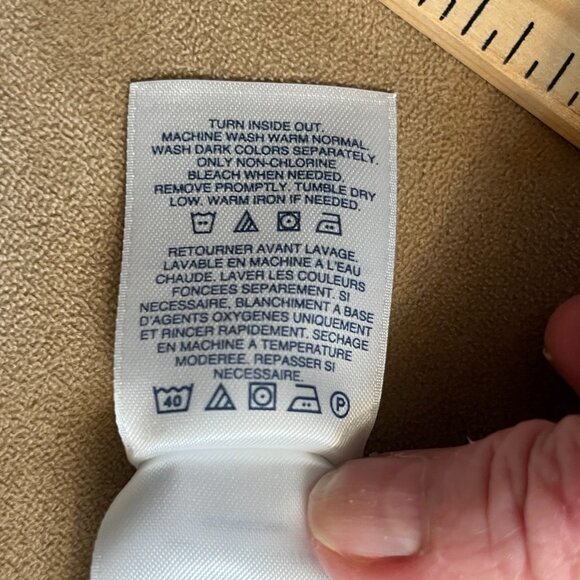 TURN INSIDE OUT.
MACHINE WASH WARM NORMAL.
WASH DARK COLORS SEPARATELY.
ONLY NON-CHLORINE
BLEACH WHEN NEEDED.
REMOVE PROMPTLY. TUMBLE DRY
LOW. WARM IRON IF NEEDED.
RETOURNER AVANT LAVAGE.
LAVABLE EN MACHINE A L'EAU
CHAUDE. LAVER LES COULEURS
FONCEES SEPAREMENT. SI
NECESSAIRE, BLANCHIMENT A BASE
D'AGENTS OXYGENES UNIQUEMENT
ET RINCER RAPIDEMENT. SECHAGE
EN MACHINE A TEMPERATURE
MODEREE. REPASSER SI
NECESSAIRE.
40 P